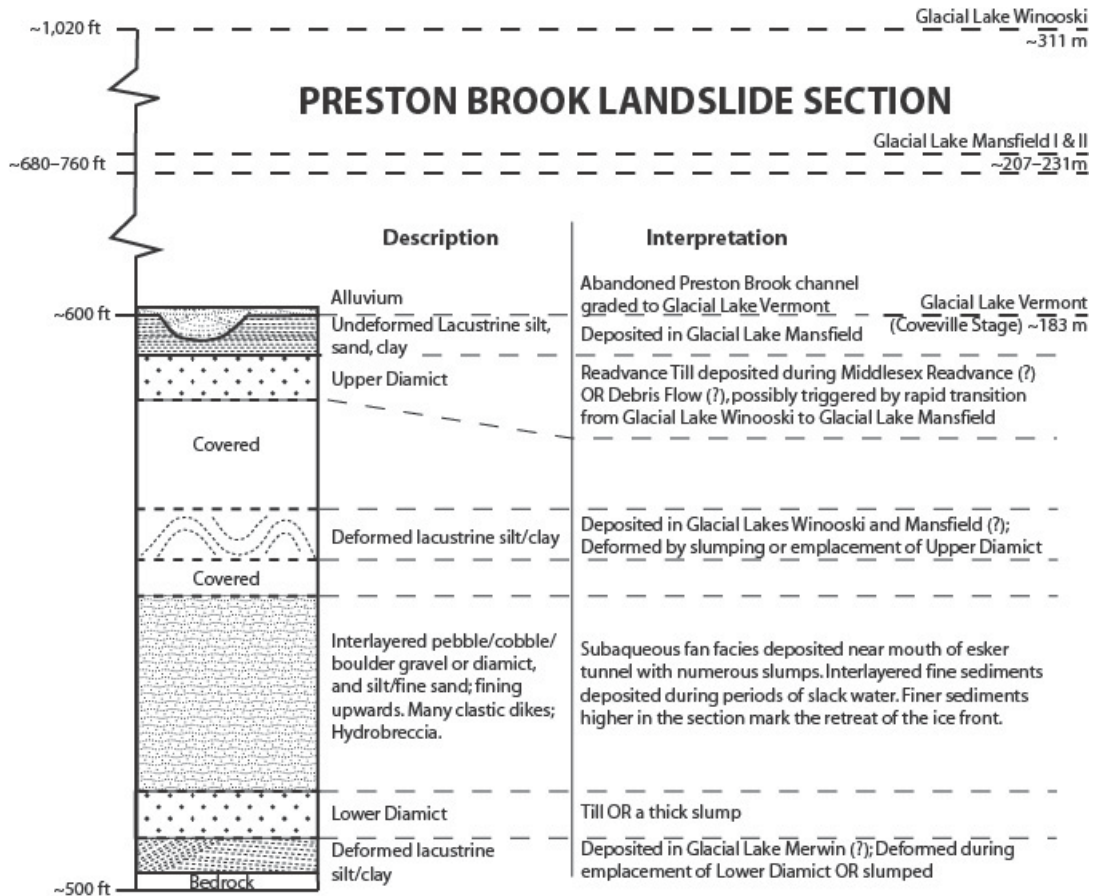 ~1,020 ft
Glacial Lake Winooski
~311 m
PRESTON BROOK LANDSLIDE SECTION
~680–760 ft
Glacial Lake Mansfield I & II
~207–231m
Description
Interpretation
~600 ft
Alluvium
Abandoned Preston Brook channel
graded to Glacial Lake Vermont
Glacial Lake Vermont
(Coveville Stage) ~183 m
Undeformed Lacustrine silt,
sand, clay
Deposited in Glacial Lake Mansfield
Upper Diamict
Readvance Till deposited during Middlesex Readvance (?)
OR Debris Flow (?), possibly triggered by rapid transition
from Glacial Lake Winooski to Glacial Lake Mansfield
Covered
Deformed lacustrine silt/clay
Deposited in Glacial Lakes Winooski and Mansfield (?);
Deformed by slumping or emplacement of Upper Diamict
Covered
Interlayered pebble/cobble/
boulder gravel or diamict,
and silt/fine sand; fining
upwards. Many clastic dikes;
Hydrobreccia.
Subaqueous fan facies deposited near mouth of esker
tunnel with numerous slumps. Interlayered fine sediments
deposited during periods of slack water. Finer sediments
higher in the section mark the retreat of the ice front.
Lower Diamict
Till OR a thick slump
Deformed lacustrine
silt/clay
Deposited in Glacial Lake Merwin (?); Deformed during
emplacement of Lower Diamict OR slumped
Bedrock
~500 ft